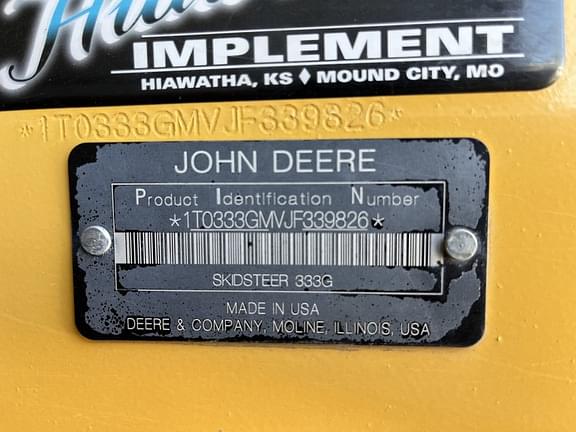 IMPLEMENT
HIAWATHA, KS ♦ MOUND CITY, MO
*1T0333GMVJF339826*
JOHN DEERE
Product Identification Number
*1T0333GMVJF339826*
SKIDSTEER 333G
MADE IN USA
DEERE & COMPANY, MOLINE, ILLINOIS, USA